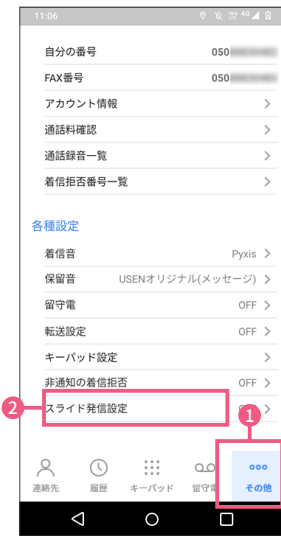 11:06 4G
自分の番号 050
FAX番号 050
アカウント情報
通話料確認
通話録音一覧
着信拒否番号一覧
各種設定
着信音 Pyxis
保留音 USENオリジナル(メッセージ)
留守電 OFF
転送設定 OFF
キーパッド設定
非通知の着信拒否 OFF
2 スライド発信設定
1
連絡先 履歴 キーパッド 留守電 その他